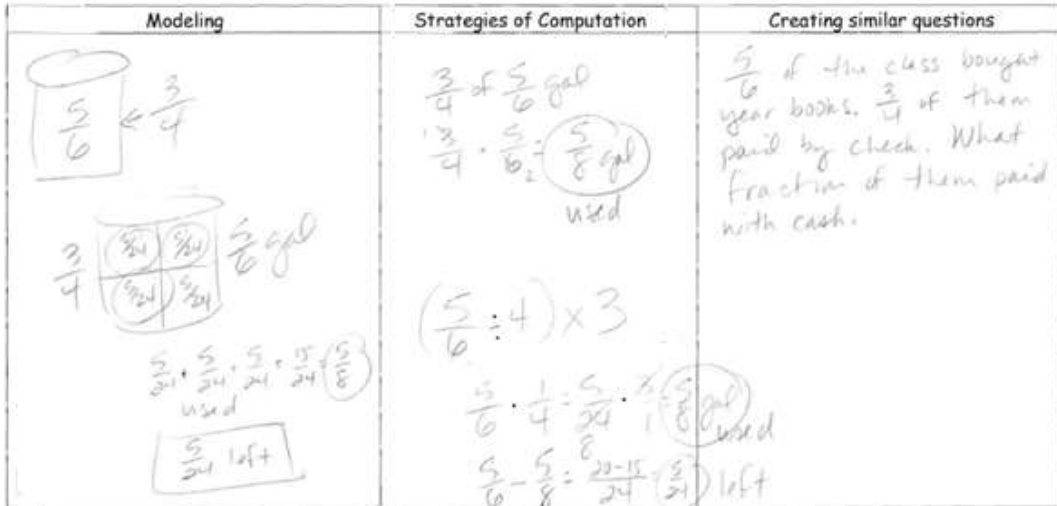 Modeling
5/6 ← 3/4
3/4 5/24 5/24 5/6 gal
5/24 5/24
5/24 · 5/24 · 5/24 · 15/24 = 5/8
used
5/24 left
Strategies of Computation
3/4 of 5/6 gal
3/4 · 5/6 = 5/8 gal
1 2
used
(5/6 ÷ 4) × 3
5/6 · 1/4 = 5/24 · 3/1 = 5/8 gal
8
used
5/6 - 5/8 = 20-15/24 = 5/24 left
Creating similar questions
5/6 of the class bought
year books. 3/4 of them
paid by check. What
fraction of them paid
with cash.